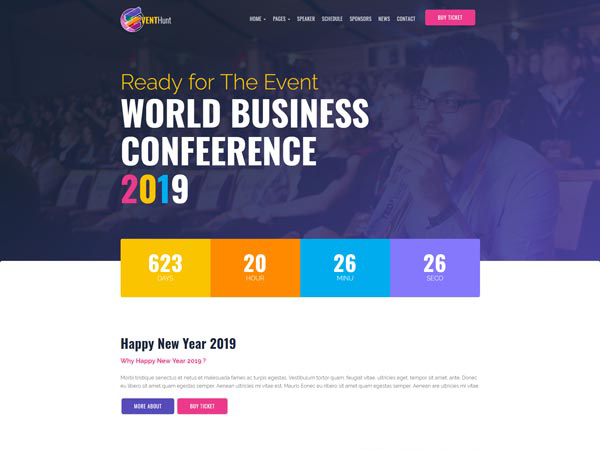 VENTHunt
HOME PAGES SPEAKER SCHEDULE SPONSORS NEWS CONTACT BUY TICKET
Ready for The Event
WORLD BUSINESS
CONFEERENCE
2019
623 20 26 26
DAYS HOUR MINU SECO
Happy New Year 2019
Why Happy New Year 2019 ?
Morbi tristique senectus et netus et malesuada fames ac turpis egestas. Vestibulum tortor quam, feugiat vitae, ultricies eget, tempor sit amet, ante. Donec
eu libero sit amet quam egestas semper. Aenean ultricies mi vitae est. Mauris Eonec eu libero sit amet quam egestas semper. Aenean are ultricies mi vitae
MORE ABOUT BUY TICKET